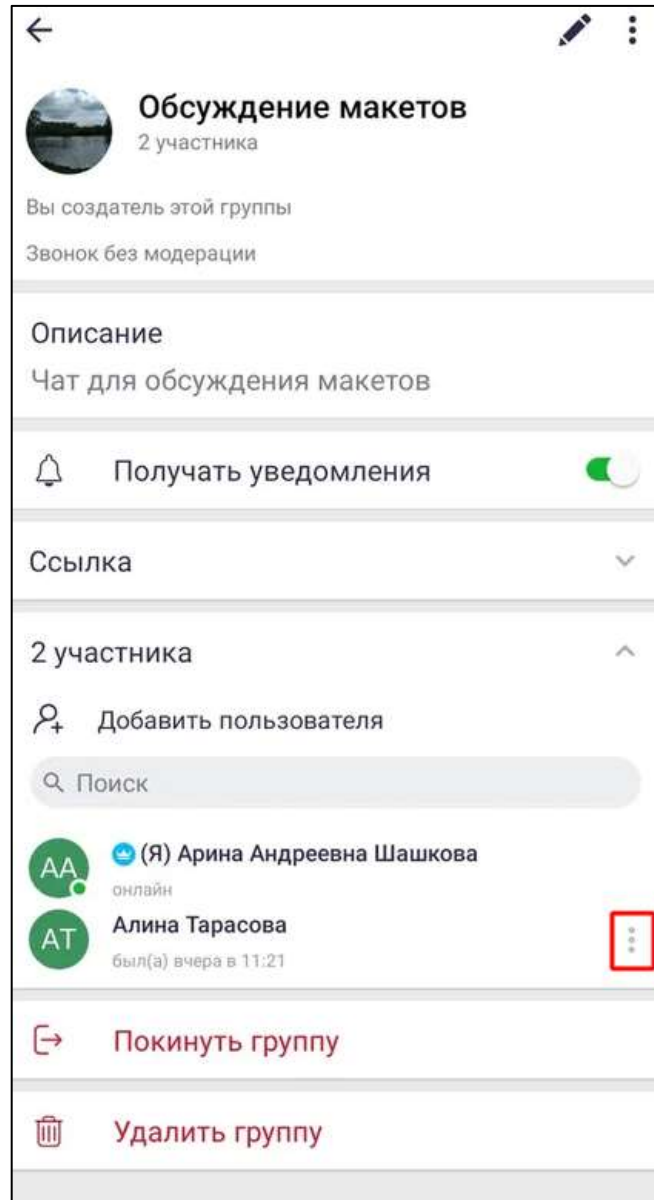 Обсуждение макетов
2 участника
Вы создатель этой группы
Звонок без модерации
Описание
Чат для обсуждения макетов
Получать уведомления
Ссылка
2 участника
Добавить пользователя
Поиск
АА (Я) Арина Андреевна Шашкова
онлайн
АТ Алина Тарасова
был(а) вчера в 11:21
Покинуть группу
Удалить группу